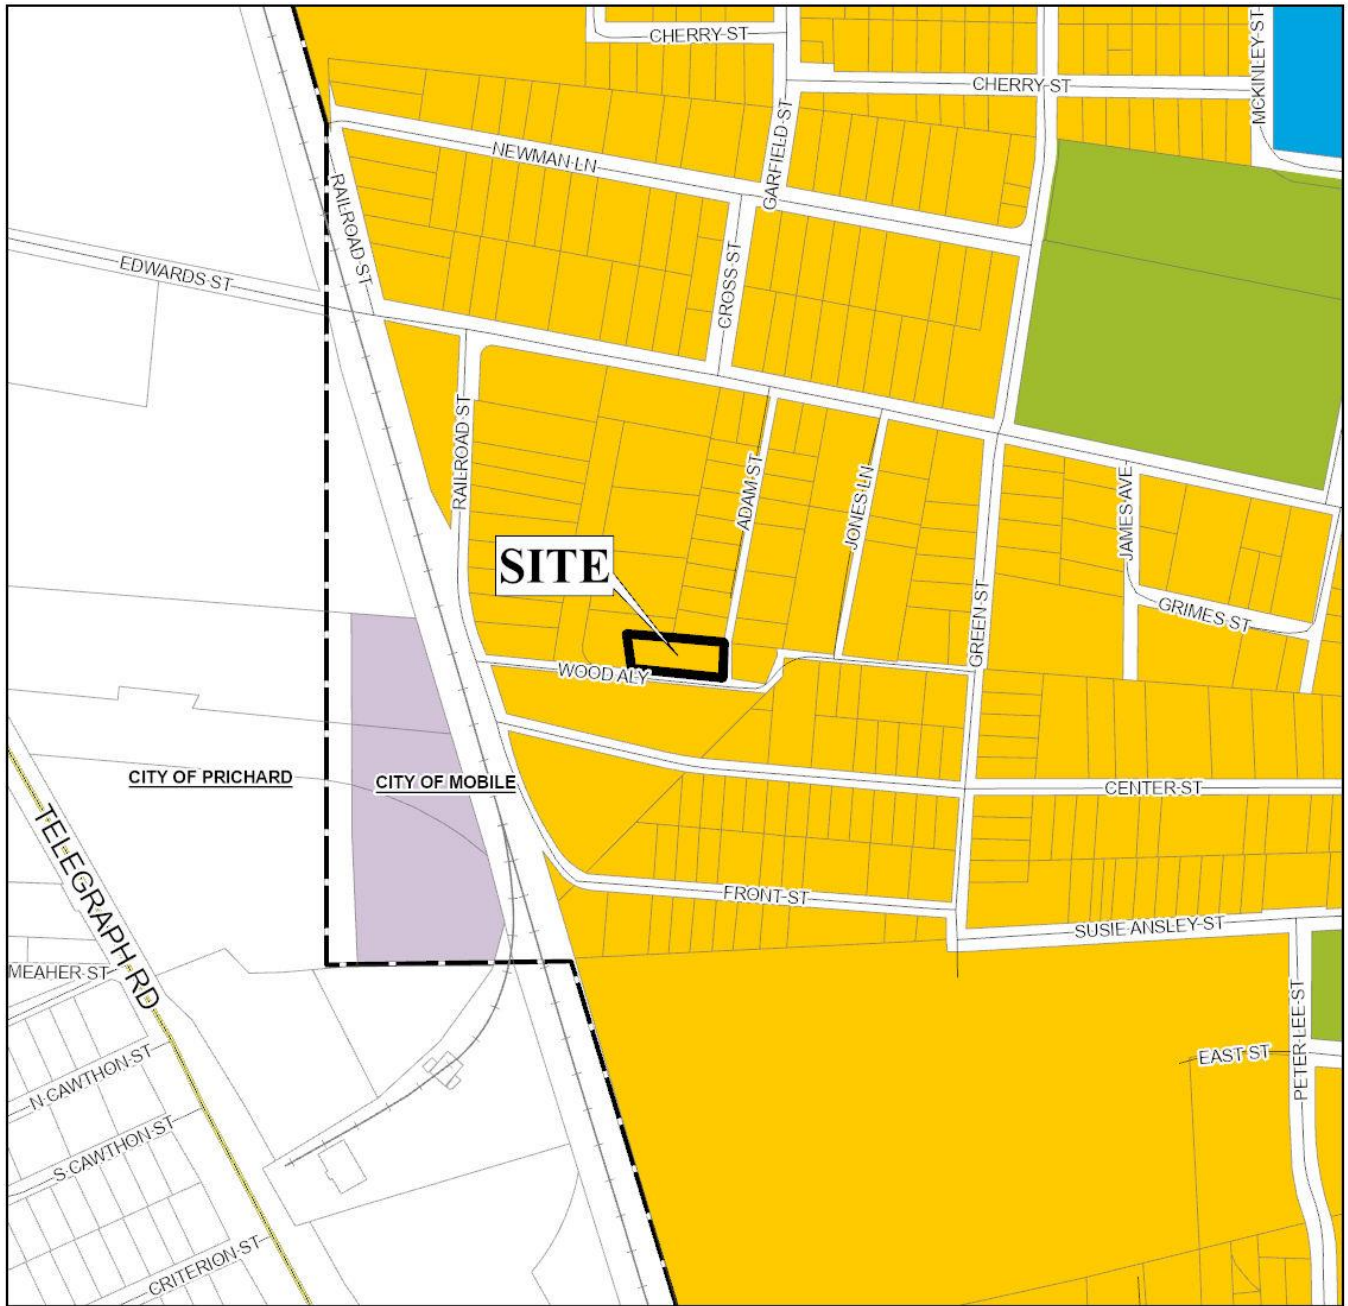 CHERRY ST
CHERRY ST
MCKINLEY ST
GARFIELD ST
NEWMAN LN
RAILROAD ST
EDWARDS ST
CROSS ST
RAILROAD ST
ADAM ST
JONES LN
JAMES AVE
SITE
GREEN ST
GRIMES ST
WOOD ALY
CITY OF PRICHARD
CITY OF MOBILE
CENTER ST
TELEGRAPH RD
FRONT ST
SUSIE ANSLEY ST
MEAHER ST
PETER LEE ST
EAST ST
N CAWTHON ST
S CAWTHON ST
CRITERION ST